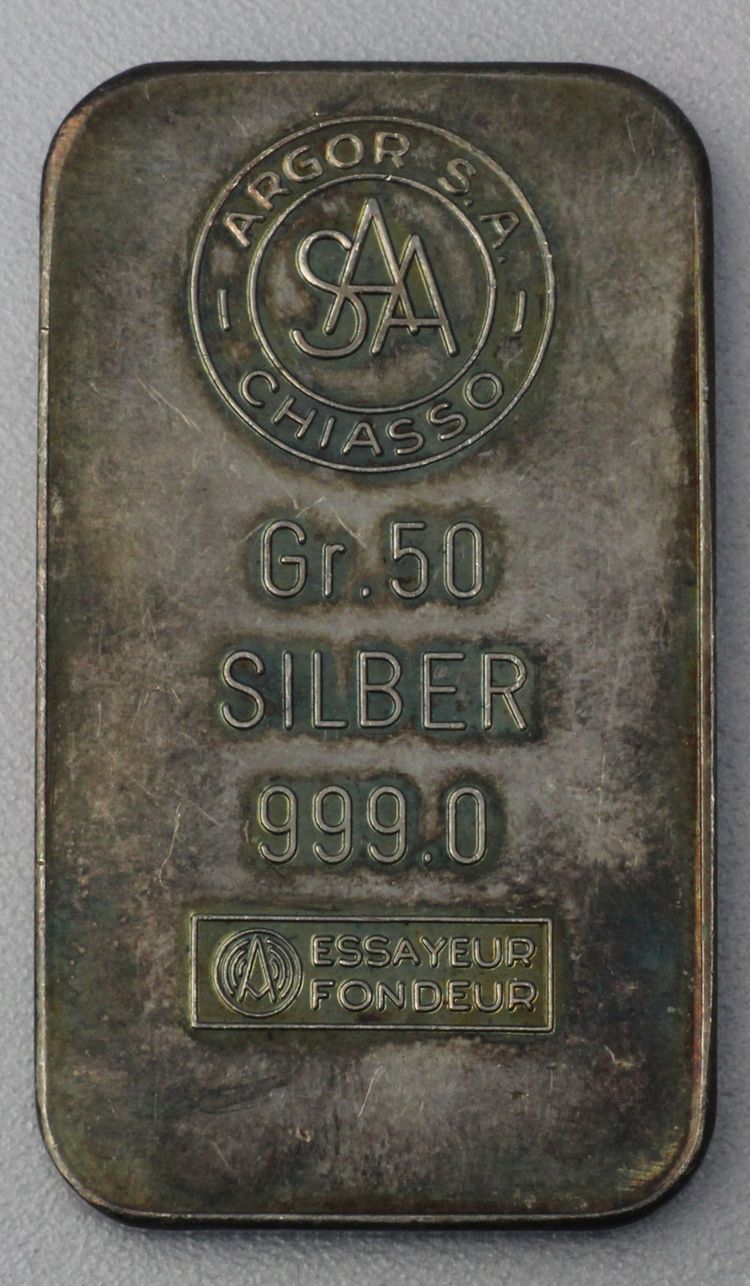 ARGOR S.A.
SAA
CHIASSO
Gr.50
SILBER
999.0
A
ESSAYEUR
FONDEUR